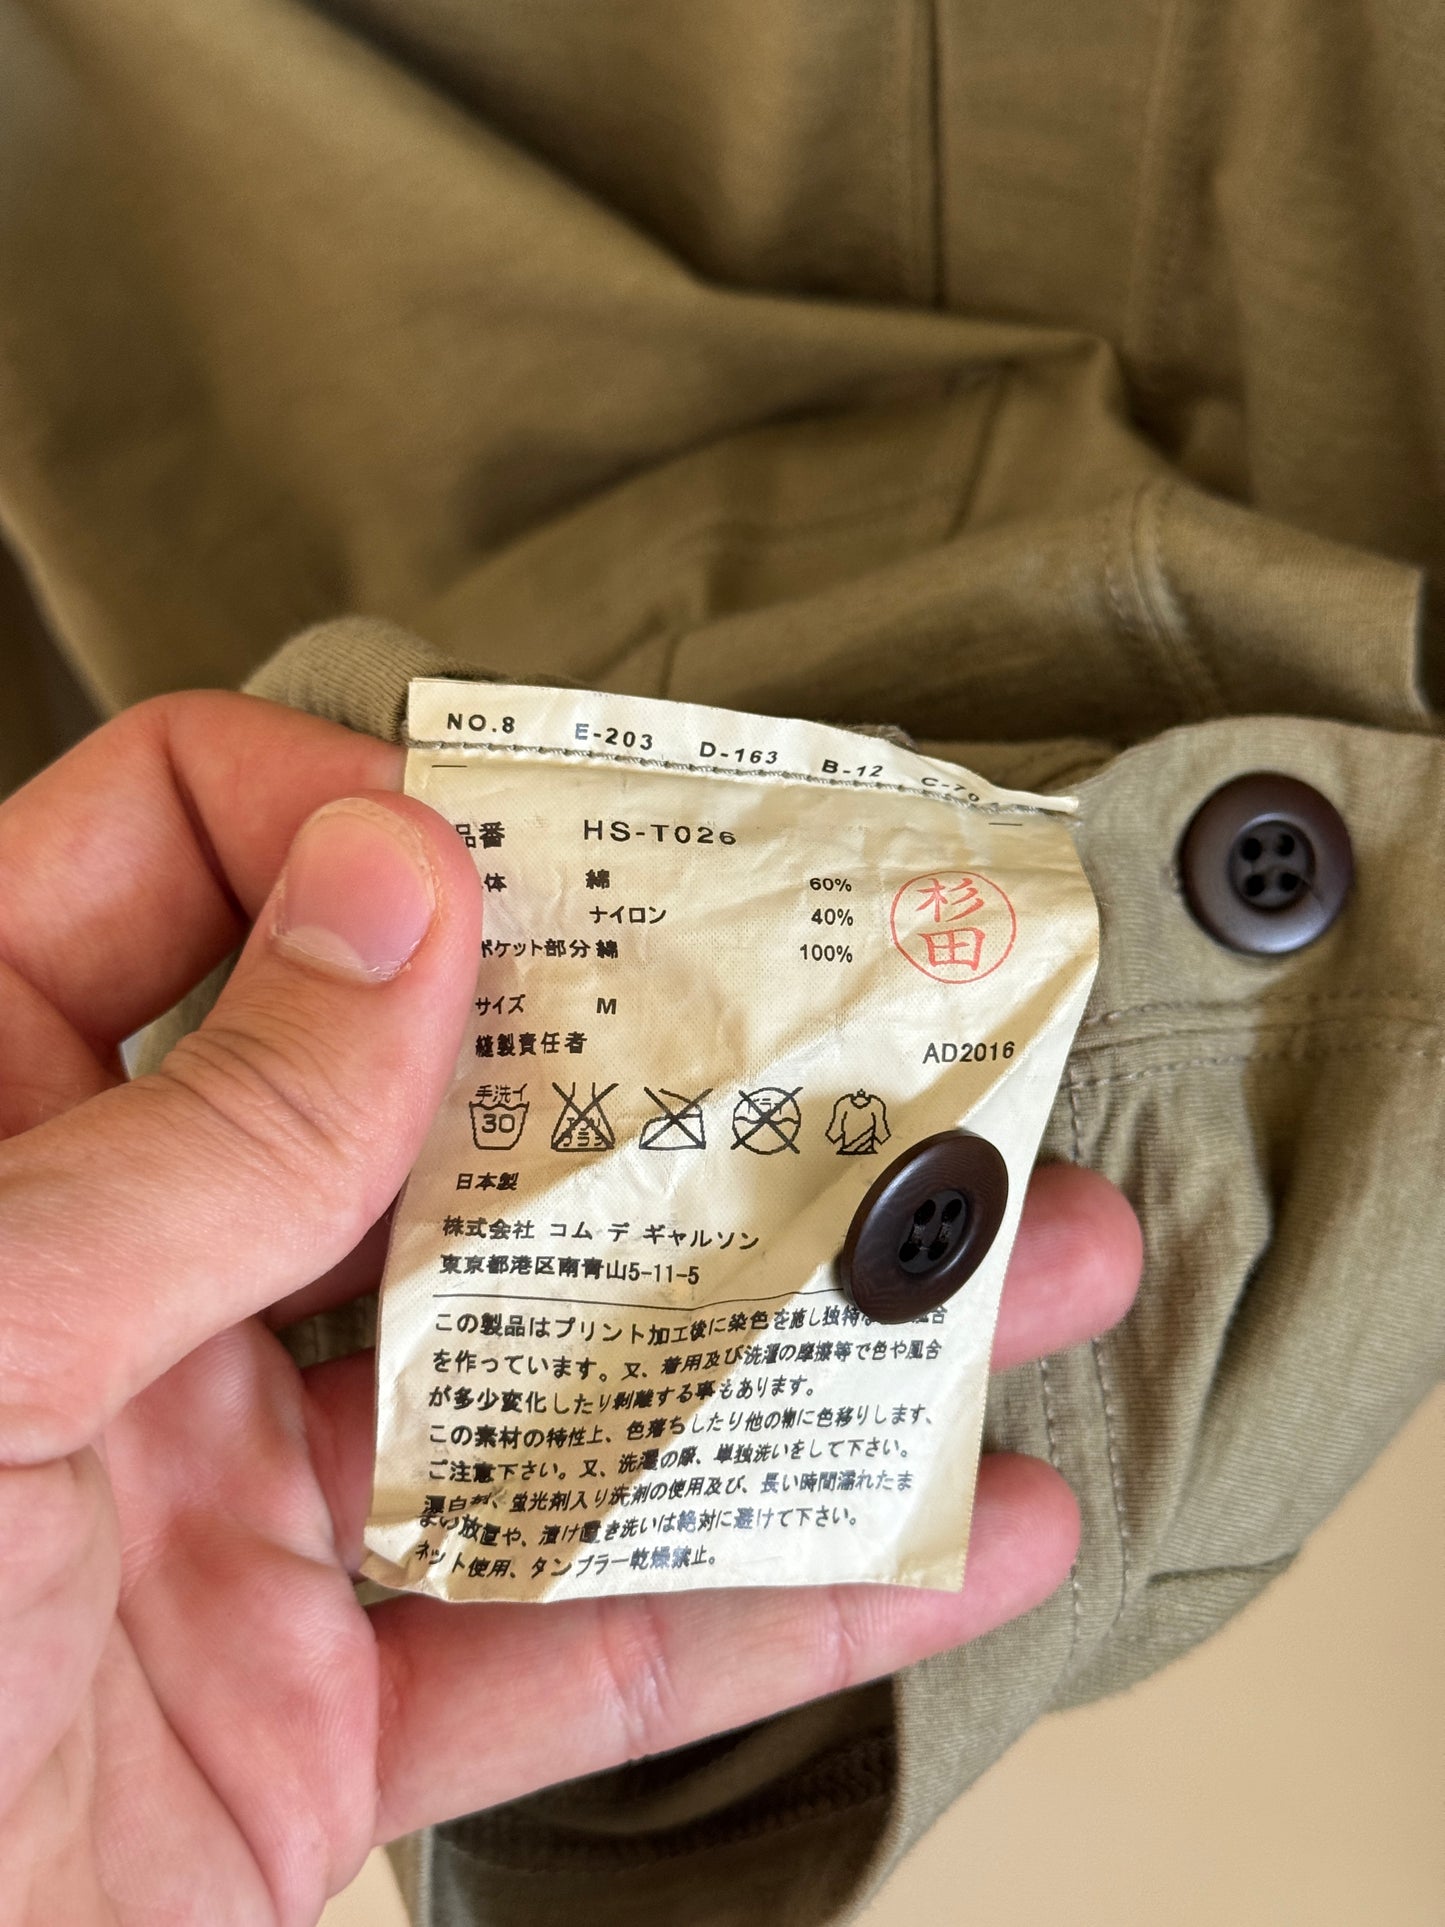 NO.8 E-203 D-163 B-12 C-70
品番 HS-T026
体 綿 60%
ナイロン 40%
杉田
ポケット部分 綿 100%
サイズ M
縫製責任者
AD2016
手洗イ
30
エンソ
サラシ
ドライ
日本製
株式会社 コム デ ギャルソン
東京都港区南青山5-11-5
この製品はプリント加工後に染色を施し独特な風合
を作っています。又、着用及び洗濯の摩擦等で色や風合
が多少変化したり剥離する事もあります。
この素材の特性上、色落ちしたり他の物に色移りします、
ご注意下さい。又、洗濯の際、単独洗いをして下さい。
漂白剤、蛍光剤入り洗剤の使用及び、長い時間濡れたま
まの放置や、漬け置き洗いは絶対に避けて下さい。
ネット使用、タンブラー乾燥禁止。